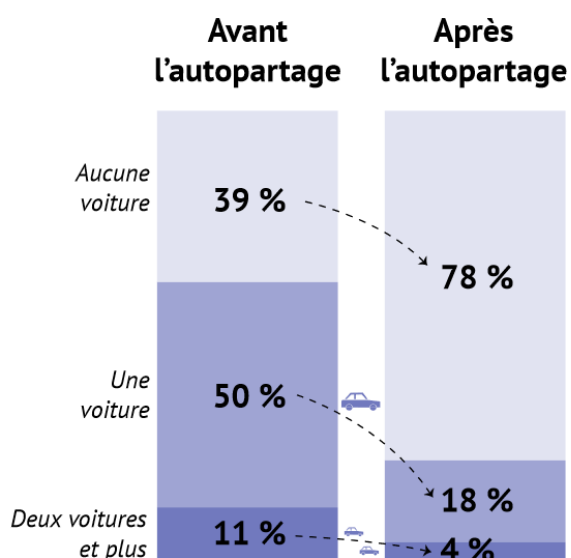 Avant
l’autopartage
Après
l’autopartage
Aucune
voiture
39 %
78 %
Une
voiture
50 %
18 %
Deux voitures
et plus
11 %
4 %